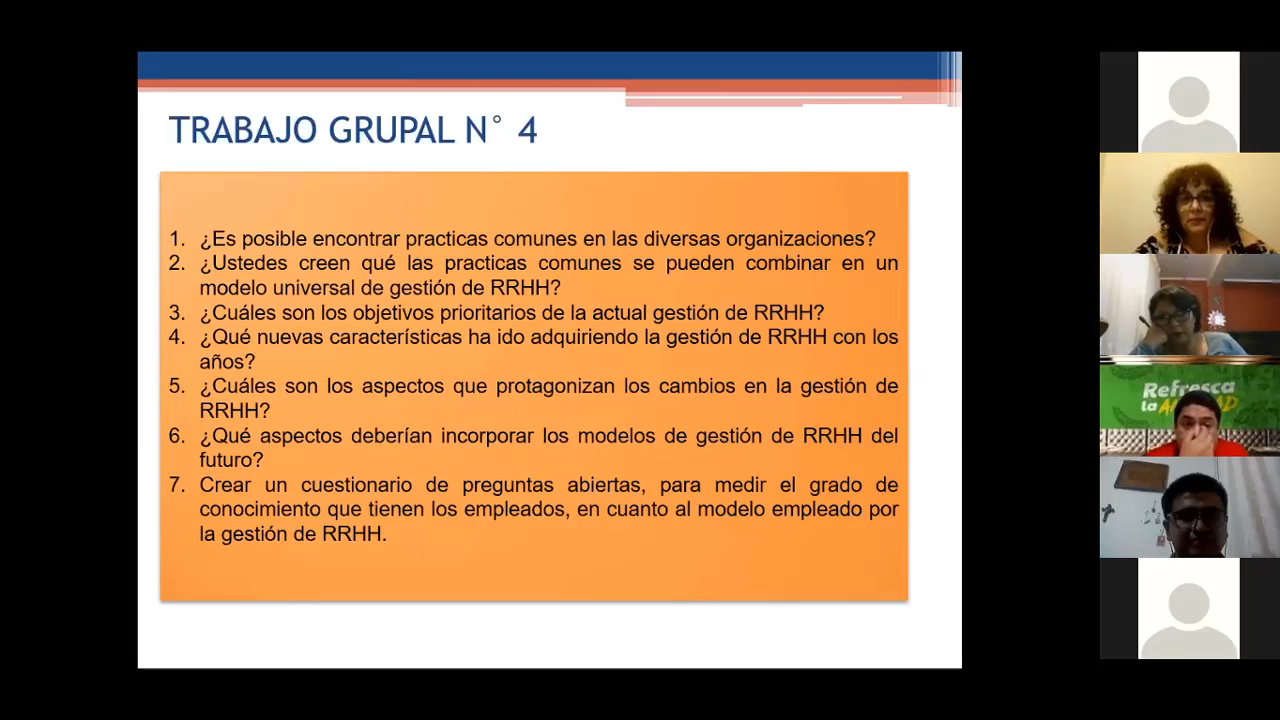 TRABAJO GRUPAL N° 4
1. ¿Es posible encontrar practicas comunes en las diversas organizaciones?
2. ¿Ustedes creen qué las practicas comunes se pueden combinar en un
modelo universal de gestión de RRHH?
3. ¿Cuáles son los objetivos prioritarios de la actual gestión de RRHH?
4. ¿Qué nuevas características ha ido adquiriendo la gestión de RRHH con los
años?
5. ¿Cuáles son los aspectos que protagonizan los cambios en la gestión de
RRHH?
6. ¿Qué aspectos deberían incorporar los modelos de gestión de RRHH del
futuro?
7. Crear un cuestionario de preguntas abiertas, para medir el grado de
conocimiento que tienen los empleados, en cuanto al modelo empleado por
la gestión de RRHH.
Refresca
la